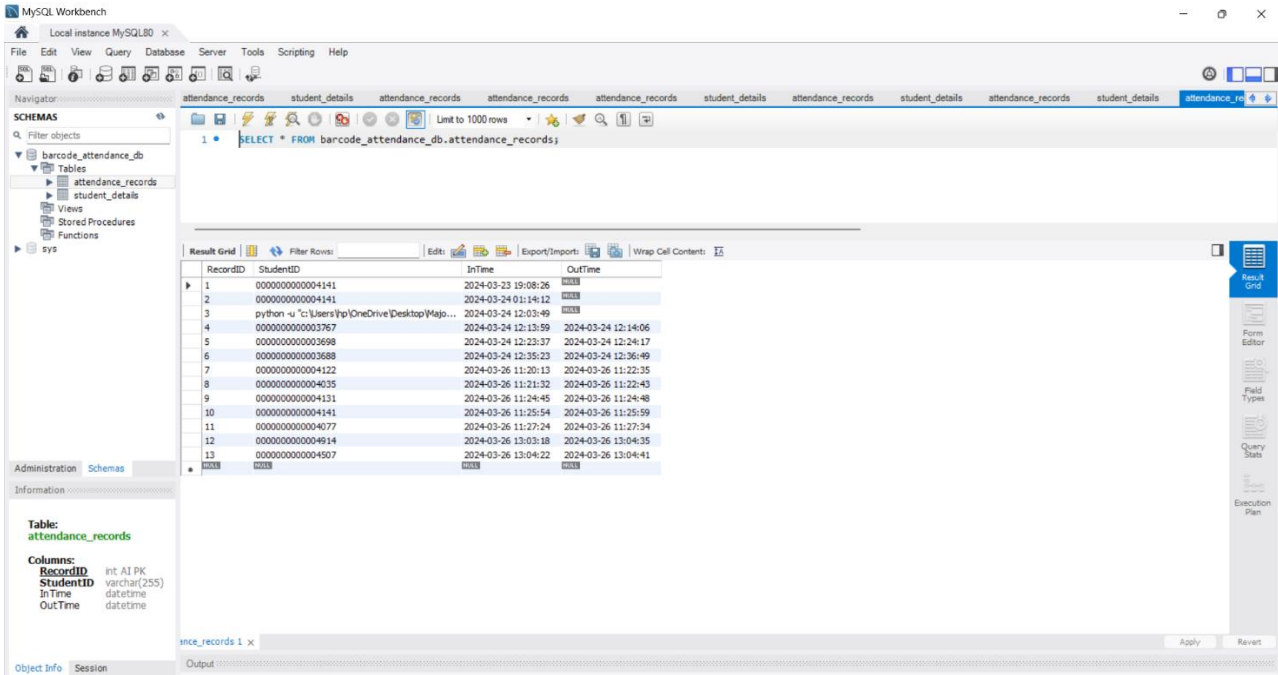 MySQL Workbench
Local instance MySQL80
File Edit View Query Database Server Tools Scripting Help
Navigator
SCHEMAS
Filter objects
barcode_attendance_db
Tables
attendance_records
student_details
Views
Stored Procedures
Functions
sys
Administration Schemas
Information
Table:
attendance_records
Columns:
RecordID int AI PK
StudentID varchar(255)
InTime datetime
OutTime datetime
Object Info Session
attendance_records student_details attendance_records attendance_records attendance_records student_details attendance_records student_details attendance_records student_details attendance_re
Limit to 1000 rows
1 SELECT * FROM barcode_attendance_db.attendance_records;
Result Grid Filter Rows: Edit: Export/Import: Wrap Cell Content:
RecordID StudentID InTime OutTime
1 0000000000004141 2024-03-23 19:08:26 NULL
2 0000000000004141 2024-03-24 01:14:12 NULL
3 python -u "c:\Users\hp\OneDrive\Desktop\Majo... 2024-03-24 12:03:49 NULL
4 0000000000003767 2024-03-24 12:13:59 2024-03-24 12:14:06
5 0000000000003698 2024-03-24 12:23:37 2024-03-24 12:24:17
6 0000000000003688 2024-03-24 12:35:23 2024-03-24 12:36:49
7 0000000000004122 2024-03-26 11:20:13 2024-03-26 11:22:35
8 0000000000004035 2024-03-26 11:21:32 2024-03-26 11:22:43
9 0000000000004131 2024-03-26 11:24:45 2024-03-26 11:24:48
10 0000000000004141 2024-03-26 11:25:54 2024-03-26 11:25:59
11 0000000000004077 2024-03-26 11:27:24 2024-03-26 11:27:34
12 0000000000004914 2024-03-26 13:03:18 2024-03-26 13:04:35
13 0000000000004507 2024-03-26 13:04:22 2024-03-26 13:04:41
NULL NULL NULL NULL
Result
Grid
Form
Editor
Field
Types
Query
Stats
Execution
Plan
ance_records 1
Apply Revert
Output